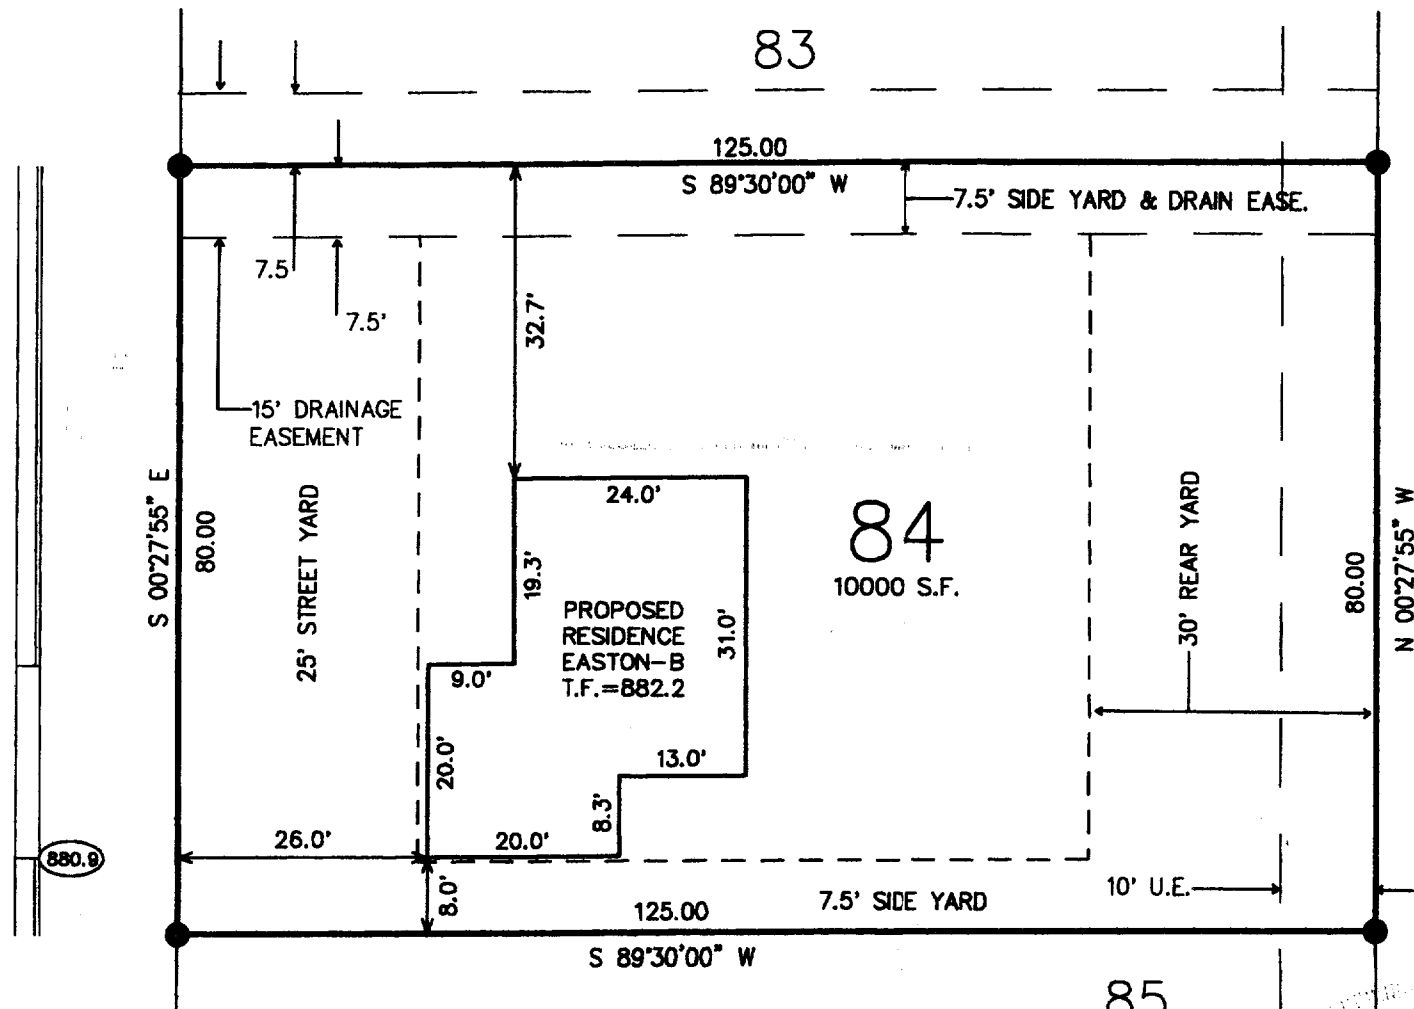 83
125.00
S 89°30'00" W
7.5' SIDE YARD & DRAIN EASE.
7.5
7.5'
32.7'
15' DRAINAGE
EASEMENT
S 00°27'55" E
80.00
25' STREET YARD
24.0'
19.3'
84
10000 S.F.
PROPOSED
RESIDENCE
EASTON-B
T.F.=882.2
31.0'
30' REAR YARD
80.00
N 00°27'55" W
9.0'
20.0'
13.0'
8.3'
26.0'
20.0'
880.9
8.0'
10' U.E.
7.5' SIDE YARD
125.00
S 89°30'00" W
85